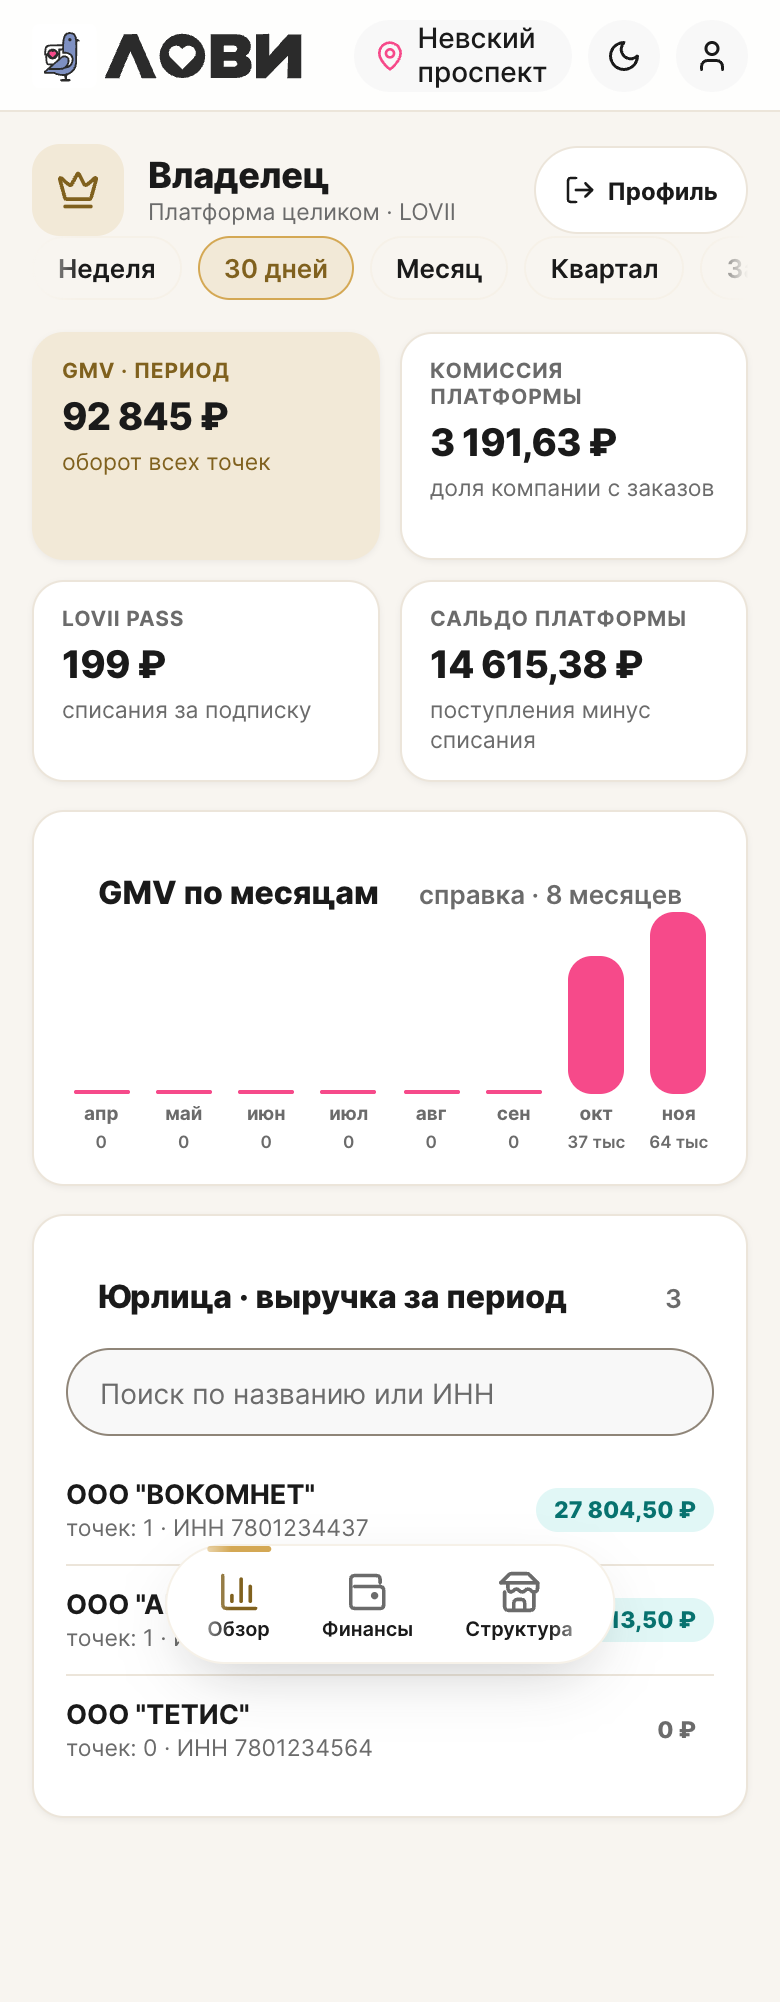 ЛОВИ
Невский
проспект
Владелец
Платформа целиком · LOVII
Профиль
Неделя
30 дней
Месяц
Квартал
GMV · ПЕРИОД
92 845 ₽
оборот всех точек
КОМИССИЯ
ПЛАТФОРМЫ
3 191,63 ₽
доля компании с заказов
LOVII PASS
199 ₽
списания за подписку
САЛЬДО ПЛАТФОРМЫ
14 615,38 ₽
поступления минус
списания
GMV по месяцам
справка · 8 месяцев
апр
май
июн
июл
авг
сен
окт
ноя
0
0
0
0
0
0
37 тыс
64 тыс
Юрлица · выручка за период
3
Поиск по названию или ИНН
ООО "ВОКОМНЕТ"
точек: 1 · ИНН 7801234437
27 804,50 ₽
ООО "А
точек: 1 ·
13,50 ₽
Обзор
Финансы
Структура
ООО "ТЕТИС"
точек: 0 · ИНН 7801234564
0 ₽